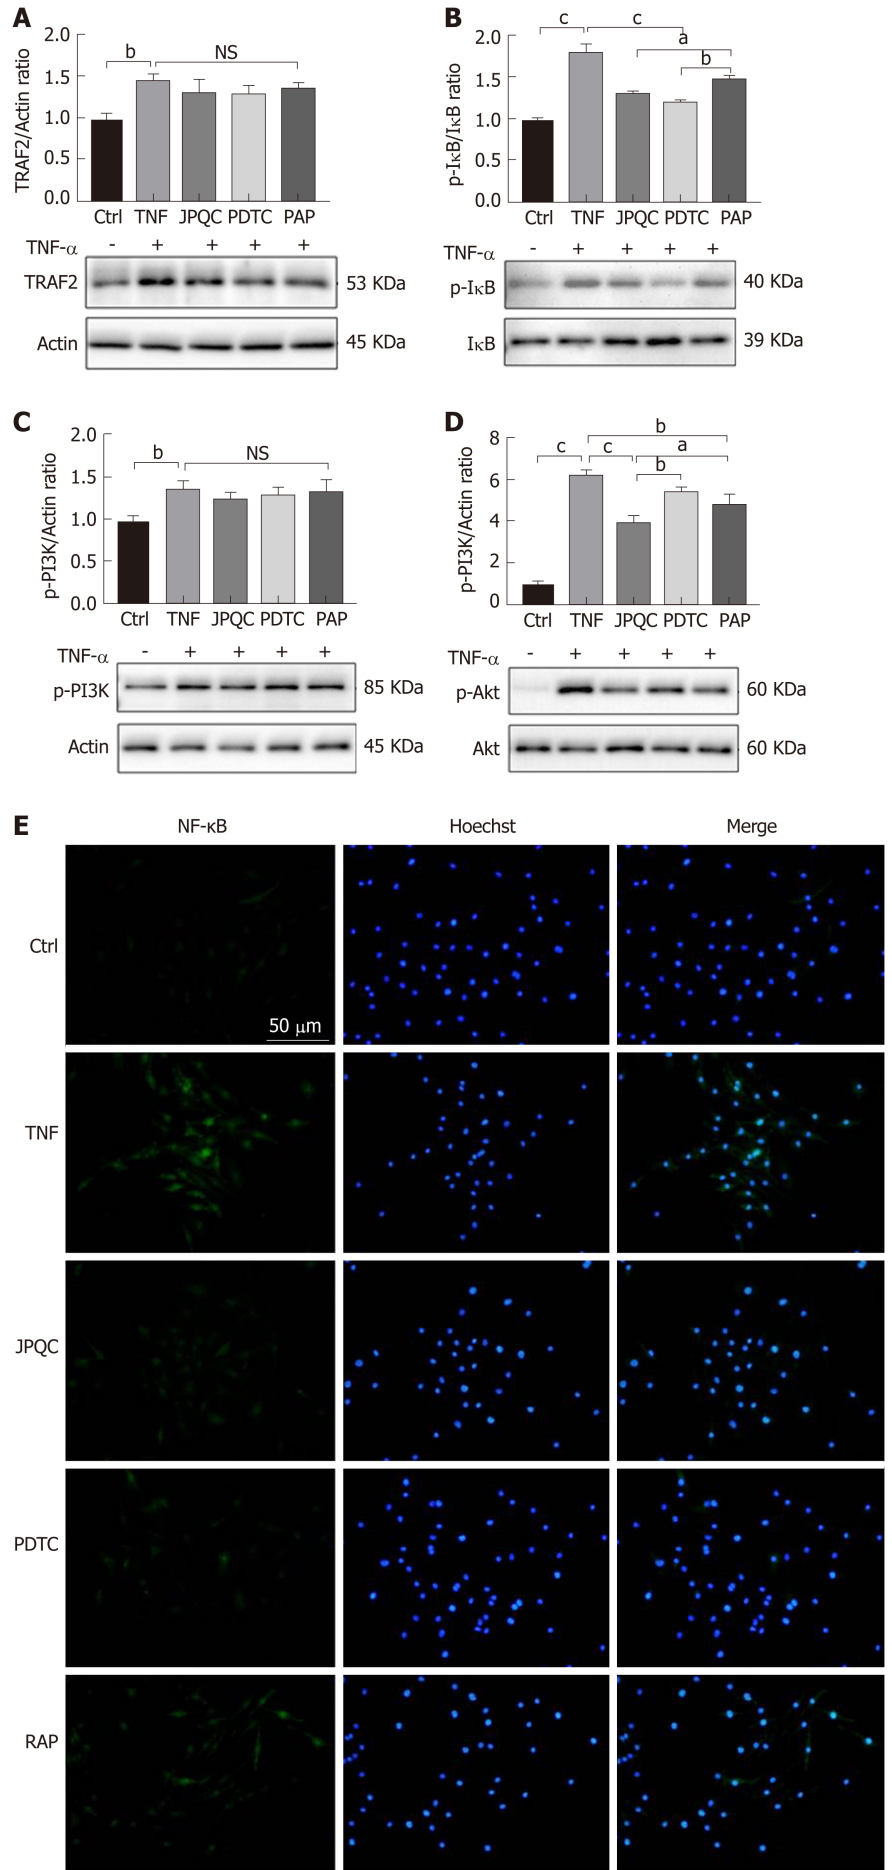 A
TRAF2/Actin ratio
2.0
1.5
1.0
0.5
0.0
b
NS
Ctrl TNF JPQC PDTC PAP
TNF-α - + + + +
TRAF2 53 KDa
Actin 45 KDa
B
p-IκB/IκB ratio
2.0
1.5
1.0
0.5
0.0
c
c
a
b
Ctrl TNF JPQC PDTC PAP
TNF-α - + + + +
p-IκB 40 KDa
IκB 39 KDa
C
p-PI3K/Actin ratio
2.0
1.5
1.0
0.5
0.0
b
NS
Ctrl TNF JPQC PDTC PAP
TNF-α - + + + +
p-PI3K 85 KDa
Actin 45 KDa
D
p-PI3K/Actin ratio
8
6
4
2
0
b
c
c
a
b
Ctrl TNF JPQC PDTC PAP
TNF-α - + + + +
p-Akt 60 KDa
Akt 60 KDa
E
NF-κB Hoechst Merge
Ctrl
50 μm
TNF
JPQC
PDTC
RAP